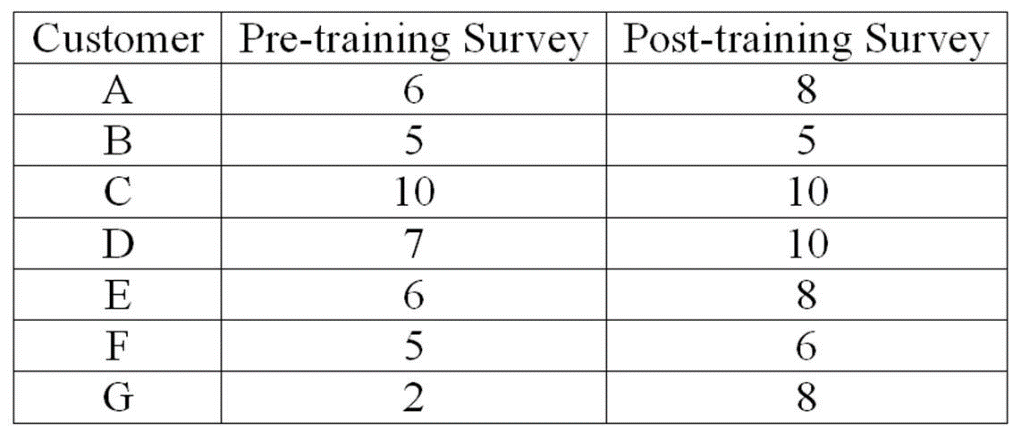 Customer Pre-training Survey Post-training Survey
A 6 8
B 5 5
C 10 10
D 7 10
E 6 8
F 5 6
G 2 8